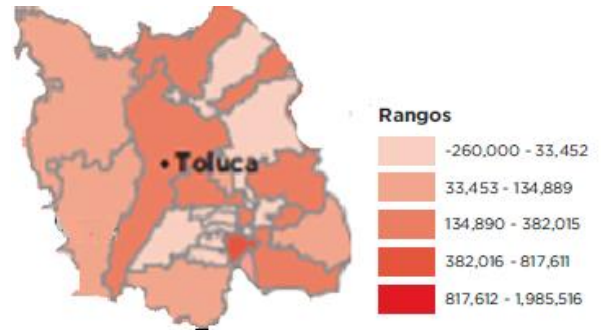 Toluca
Rangos
-260,000 - 33,452
33,453 - 134,889
134,890 - 382,015
382,016 - 817,611
817,612 - 1,985,516